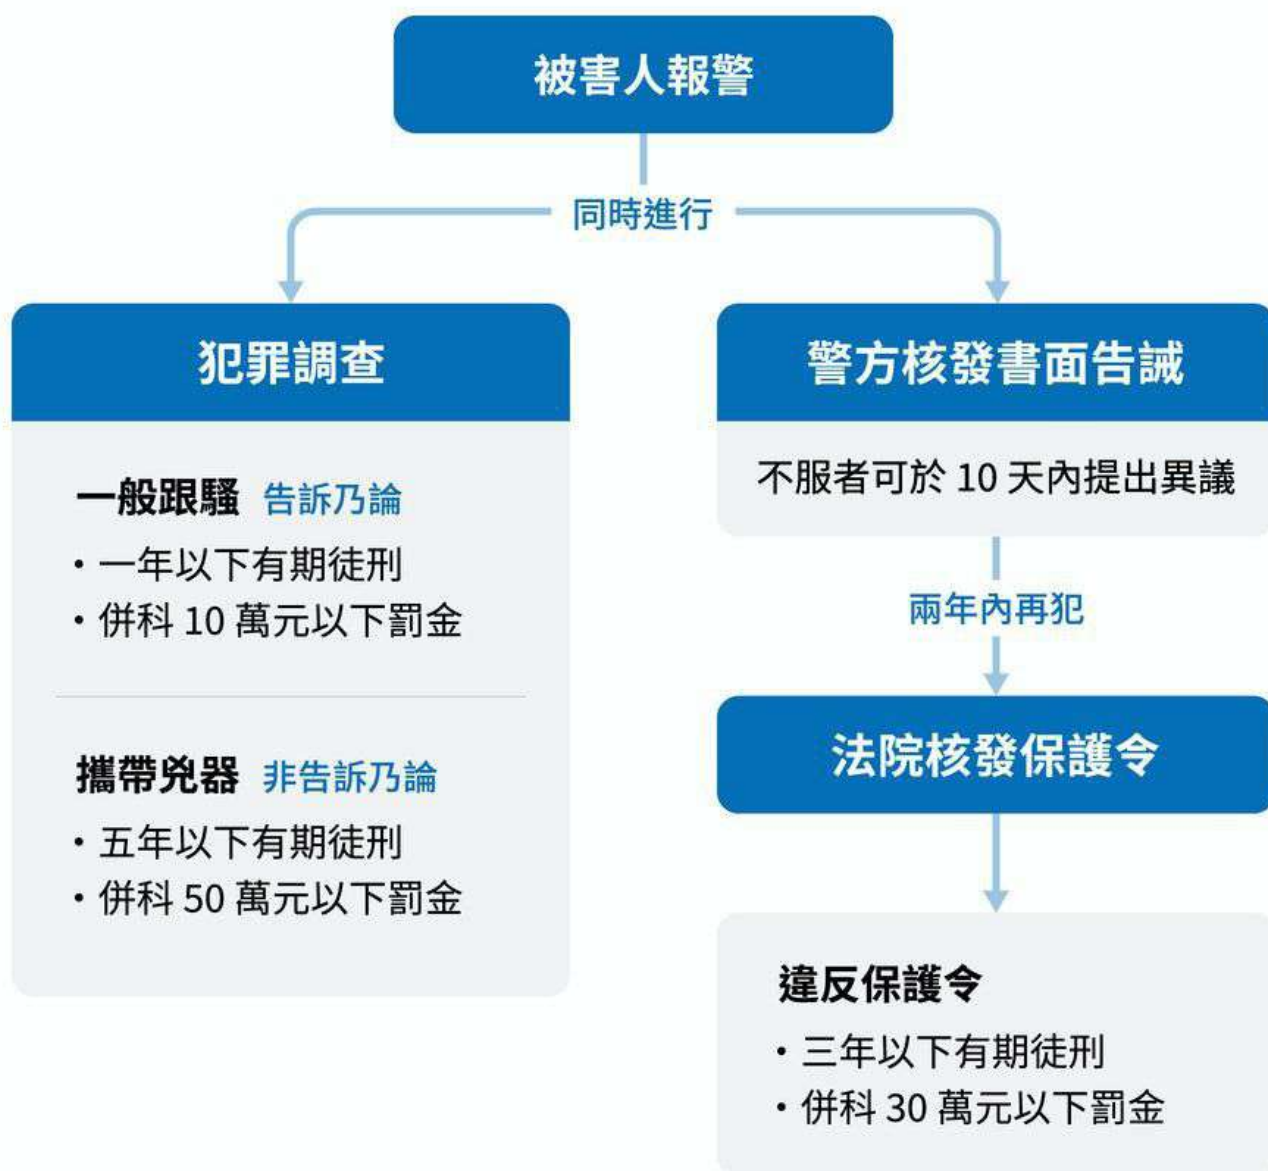 被害人報警
同時進行
犯罪調查
一般跟騷 告訴乃論
・一年以下有期徒刑
・併科 10 萬元以下罰金
攜帶兇器 非告訴乃論
・五年以下有期徒刑
・併科 50 萬元以下罰金
警方核發書面告誡
不服者可於 10 天內提出異議
兩年內再犯
法院核發保護令
違反保護令
・三年以下有期徒刑
・併科 30 萬元以下罰金